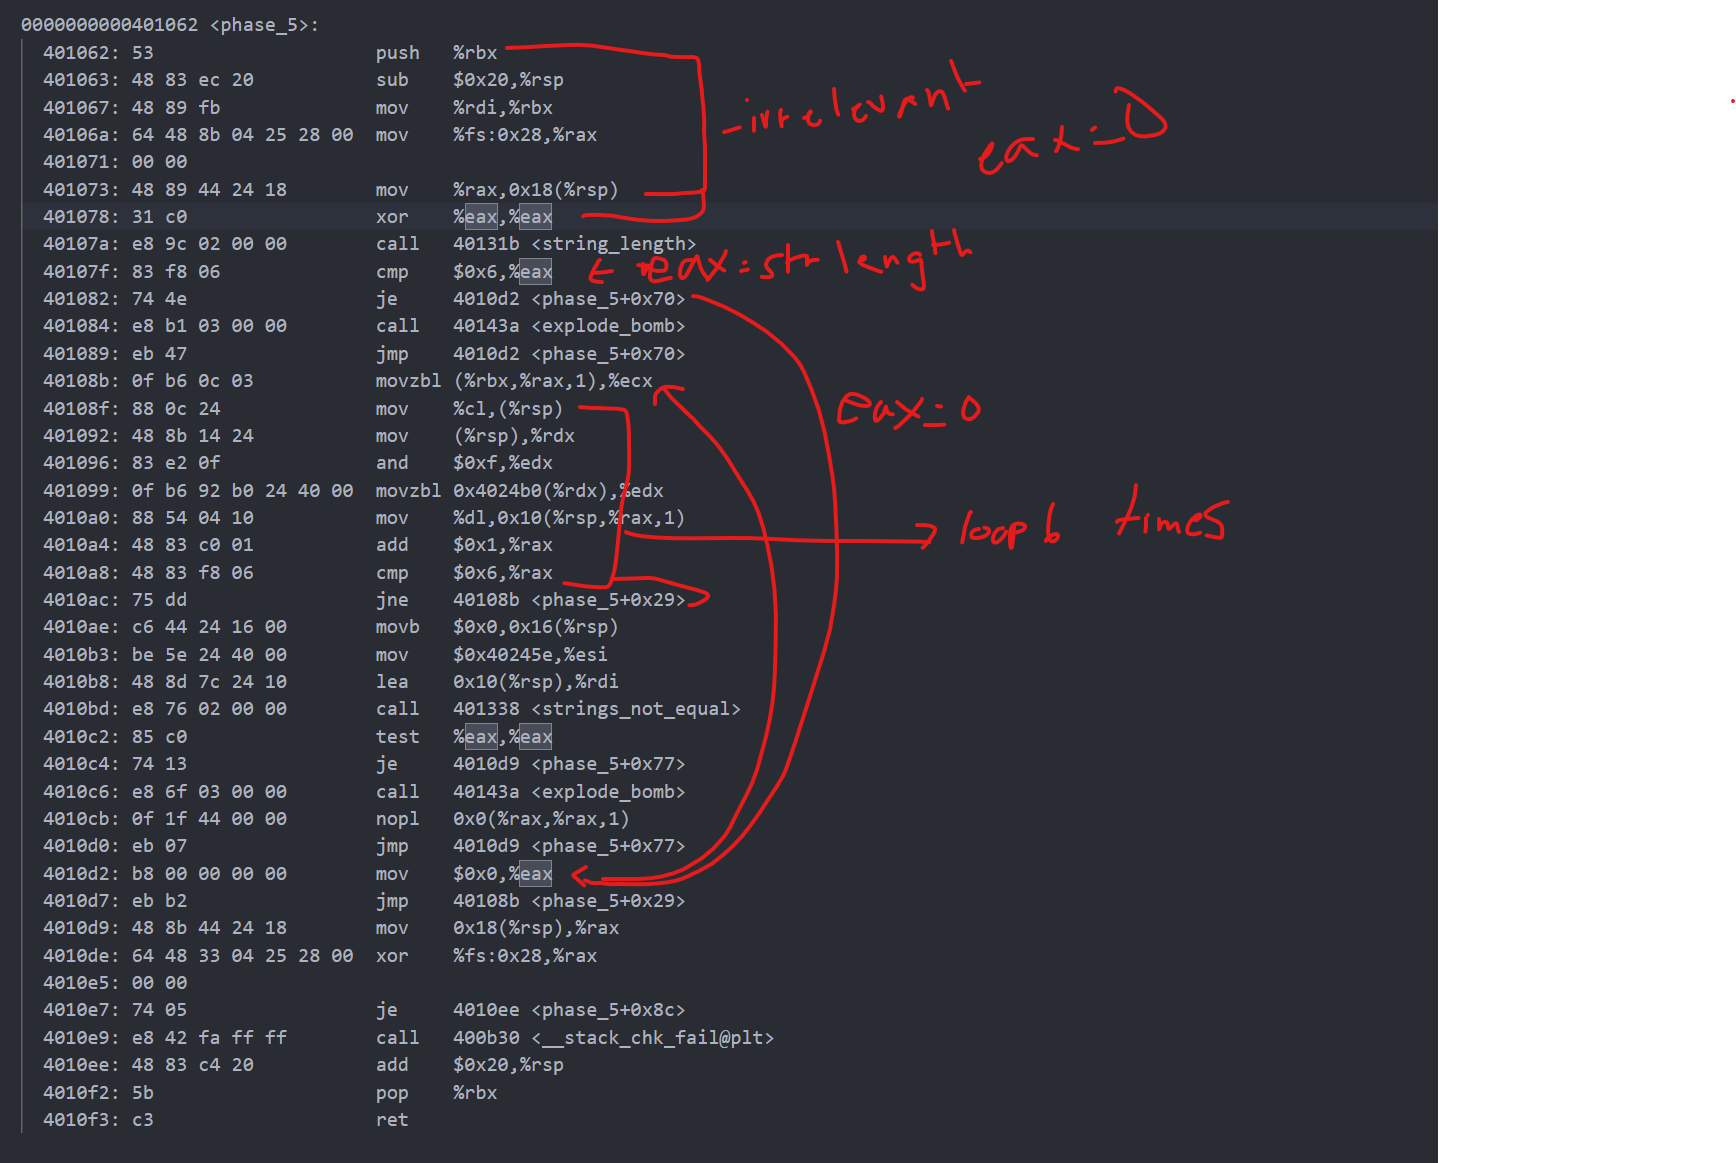 0000000000401062 <phase_5>:
401062: 53 push %rbx
401063: 48 83 ec 20 sub $0x20,%rsp
401067: 48 89 fb mov %rdi,%rbx
-irrelevant
40106a: 64 48 8b 04 25 28 00 mov %fs:0x28,%rax
eax=0
401071: 00 00
401073: 48 89 44 24 18 mov %rax,0x18(%rsp)
401078: 31 c0 xor %eax,%eax
40107a: e8 9c 02 00 00 call 40131b <string_length>
40107f: 83 f8 06 cmp $0x6,%eax
eax=str length
401082: 74 4e je 4010d2 <phase_5+0x70>
401084: e8 b1 03 00 00 call 40143a <explode_bomb>
401089: eb 47 jmp 4010d2 <phase_5+0x70>
40108b: 0f b6 0c 03 movzbl (%rbx,%rax,1),%ecx
40108f: 88 0c 24 mov %cl,(%rsp)
Eax=0
401092: 48 8b 14 24 mov (%rsp),%rdx
401096: 83 e2 0f and $0xf,%edx
401099: 0f b6 92 b0 24 40 00 movzbl 0x4024b0(%rdx),%edx
4010a0: 88 54 04 10 mov %dl,0x10(%rsp,%rax,1)
loop 6 times
4010a4: 48 83 c0 01 add $0x1,%rax
4010a8: 48 83 f8 06 cmp $0x6,%rax
4010ac: 75 dd jne 40108b <phase_5+0x29>
4010ae: c6 44 24 16 00 movb $0x0,0x16(%rsp)
4010b3: be 5e 24 40 00 mov $0x40245e,%esi
4010b8: 48 8d 7c 24 10 lea 0x10(%rsp),%rdi
4010bd: e8 76 02 00 00 call 401338 <strings_not_equal>
4010c2: 85 c0 test %eax,%eax
4010c4: 74 13 je 4010d9 <phase_5+0x77>
4010c6: e8 6f 03 00 00 call 40143a <explode_bomb>
4010cb: 0f 1f 44 00 00 nopl 0x0(%rax,%rax,1)
4010d0: eb 07 jmp 4010d9 <phase_5+0x77>
4010d2: b8 00 00 00 00 mov $0x0,%eax
4010d7: eb b2 jmp 40108b <phase_5+0x29>
4010d9: 48 8b 44 24 18 mov 0x18(%rsp),%rax
4010de: 64 48 33 04 25 28 00 xor %fs:0x28,%rax
4010e5: 00 00
4010e7: 74 05 je 4010ee <phase_5+0x8c>
4010e9: e8 42 fa ff ff call 400b30 <__stack_chk_fail@plt>
4010ee: 48 83 c4 20 add $0x20,%rsp
4010f2: 5b pop %rbx
4010f3: c3 ret